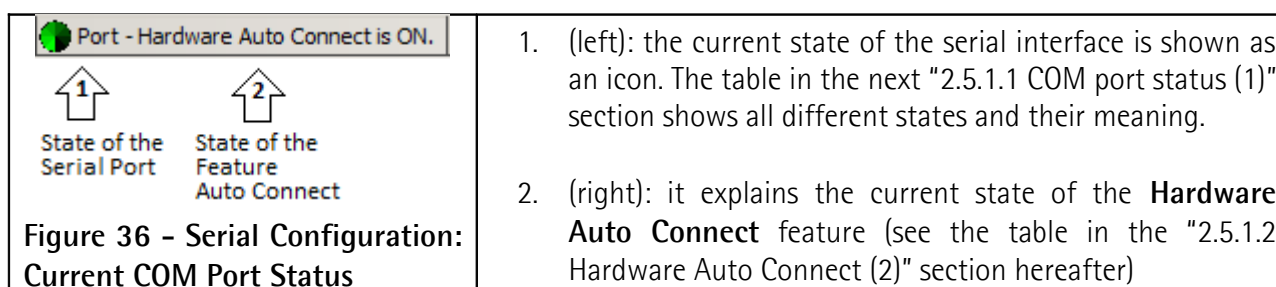 Port - Hardware Auto Connect is ON.
1
2
State of the
Serial Port
State of the
Feature
Auto Connect
Figure 36 - Serial Configuration:
Current COM Port Status
1. (left): the current state of the serial interface is shown as
an icon. The table in the next "2.5.1.1 COM port status (1)"
section shows all different states and their meaning.
2. (right): it explains the current state of the Hardware
Auto Connect feature (see the table in the "2.5.1.2
Hardware Auto Connect (2)" section hereafter)